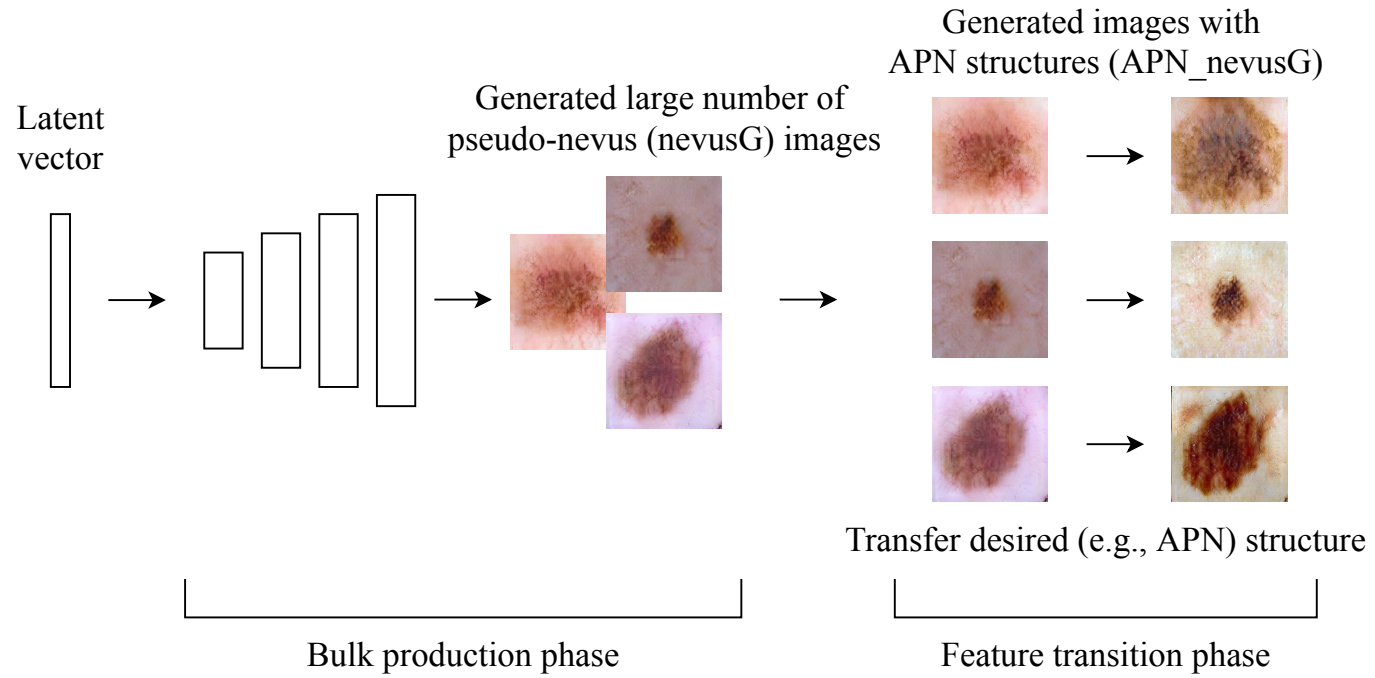 Latent
vector
Generated large number of
pseudo-nevus (nevusG) images
Generated images with
APN structures (APN_nevusG)
Transfer desired (e.g., APN) structure
Bulk production phase
Feature transition phase